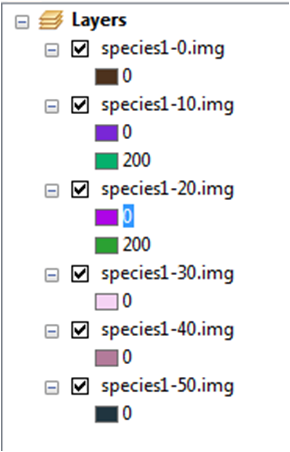 Layers
species1-0.img
0
species1-10.img
0
200
species1-20.img
0
200
species1-30.img
0
species1-40.img
0
species1-50.img
0